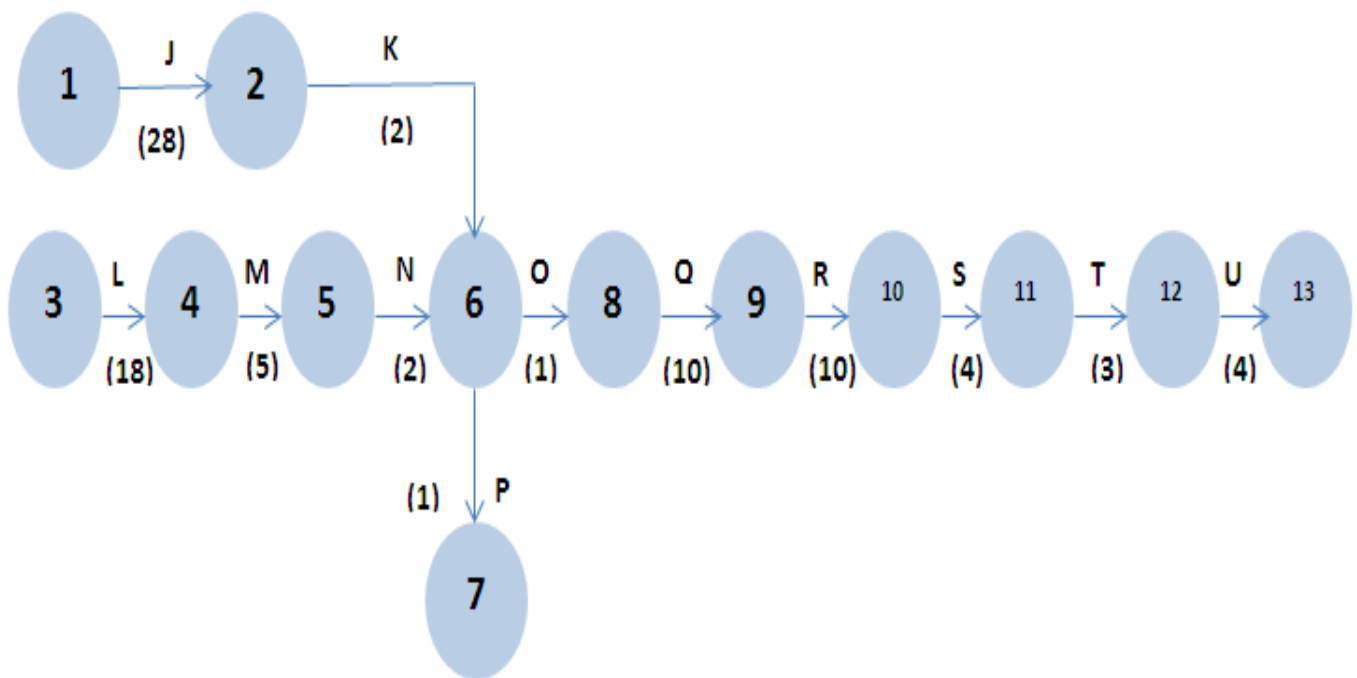 J K
1 2
(28) (2)
L M N O Q R S T U
3 4 5 6 8 9 10 11 12 13
(18) (5) (2) (1) (10) (10) (4) (3) (4)
(1) P
7